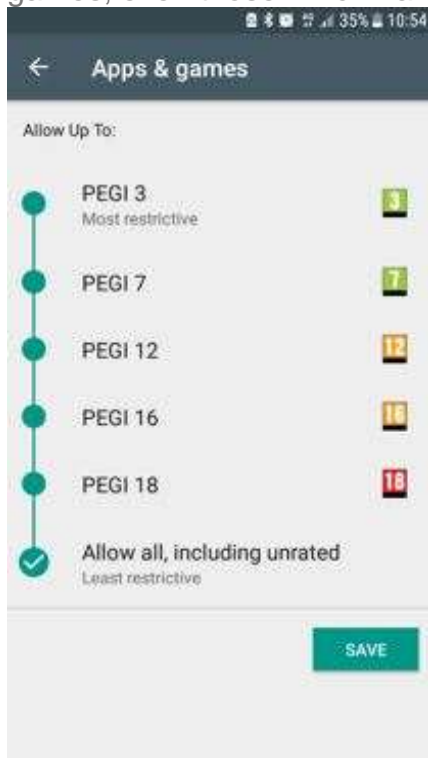 35% 10:54
Apps & games
Allow Up To:
PEGI 3
3
Most restrictive
PEGI 7
7
PEGI 12
12
PEGI 16
16
PEGI 18
18
Allow all, including unrated
Least restrictive
SAVE